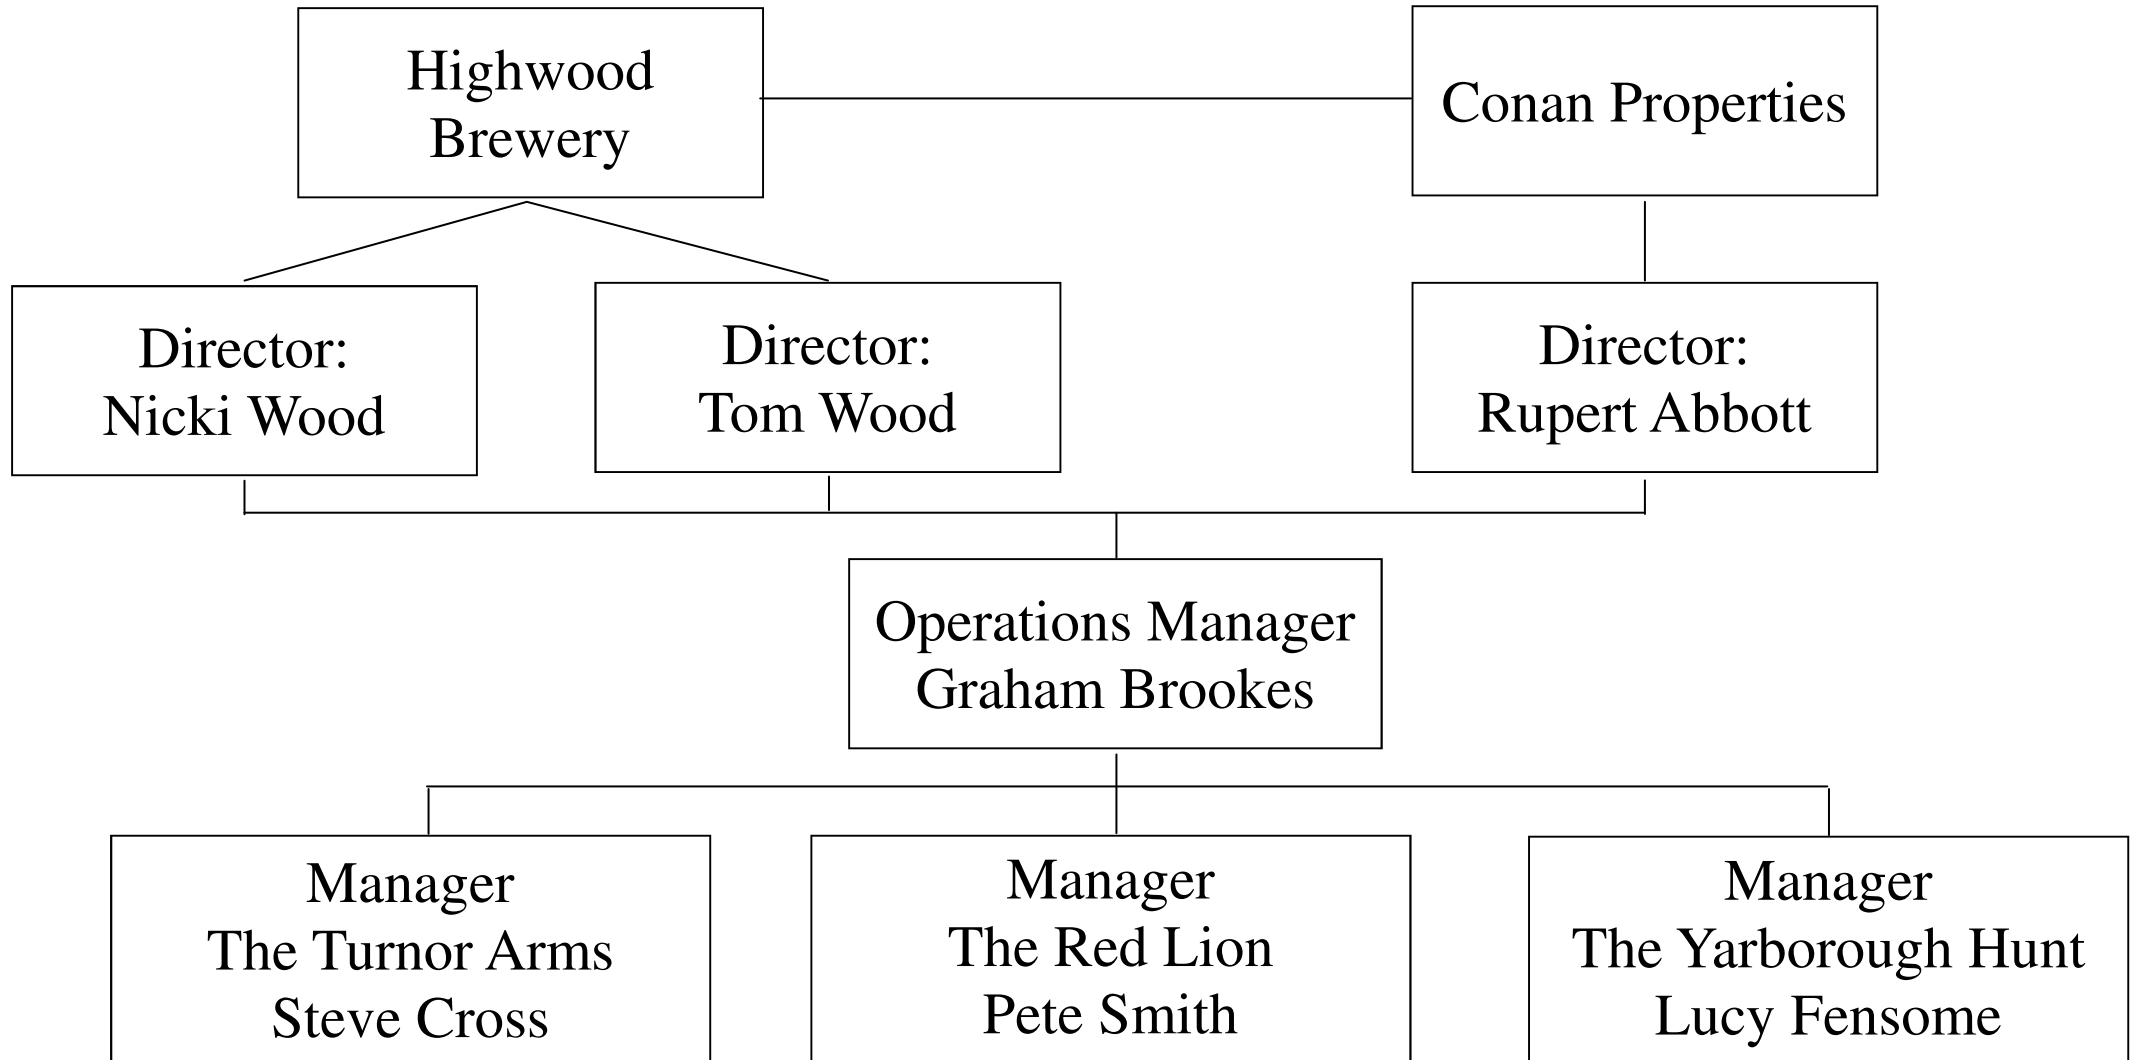 Highwood
Brewery
Conan Properties
Director:
Nicki Wood
Director:
Tom Wood
Director:
Rupert Abbott
Operations Manager
Graham Brookes
Manager
The Turnor Arms
Steve Cross
Manager
The Red Lion
Pete Smith
Manager
The Yarborough Hunt
Lucy Fensome